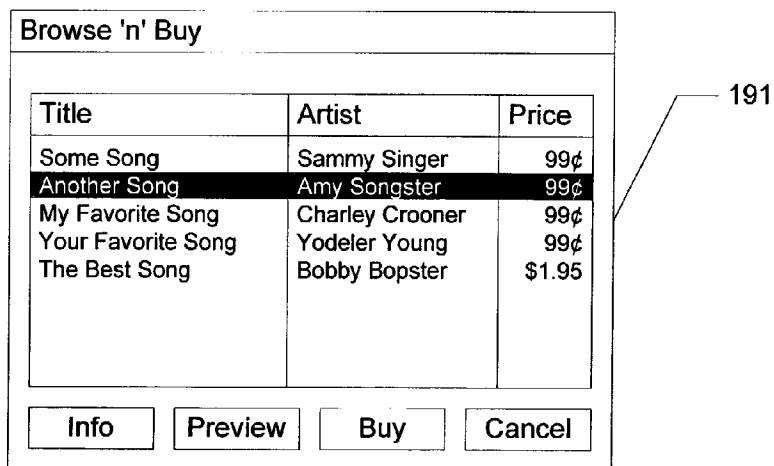 Browse 'n' Buy
191
Title Artist Price
Some Song Sammy Singer 99¢
Another Song Amy Songster 99¢
My Favorite Song Charley Crooner 99¢
Your Favorite Song Yodeler Young 99¢
The Best Song Bobby Bopster $1.95
Info Preview Buy Cancel